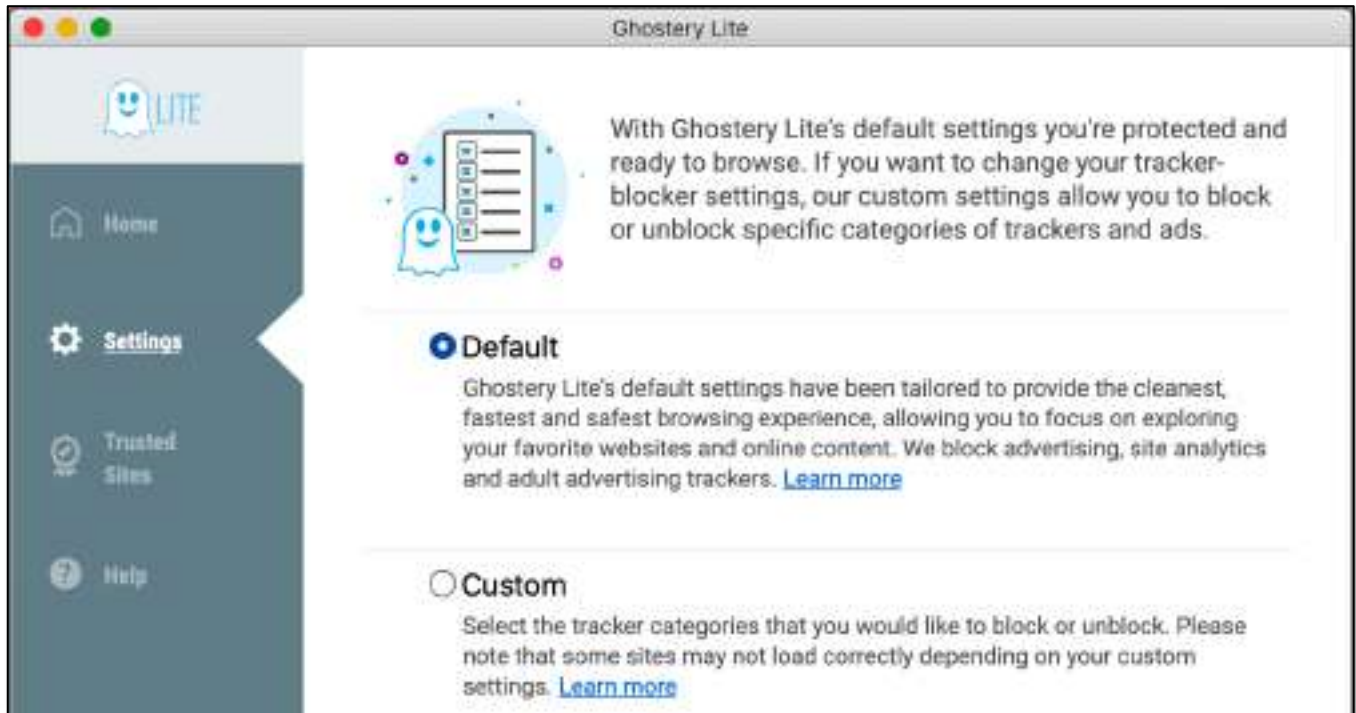 Ghostery Lite
LITE
Home
Settings
Trusted
Sites
Help
With Ghostery Lite's default settings you're protected and
ready to browse. If you want to change your tracker-
blocker settings, our custom settings allow you to block
or unblock specific categories of trackers and ads.
Default
Ghostery Lite's default settings have been tailored to provide the cleanest,
fastest and safest browsing experience, allowing you to focus on exploring
your favorite websites and online content. We block advertising, site analytics
and adult advertising trackers. Learn more
Custom
Select the tracker categories that you would like to block or unblock. Please
note that some sites may not load correctly depending on your custom
settings. Learn more